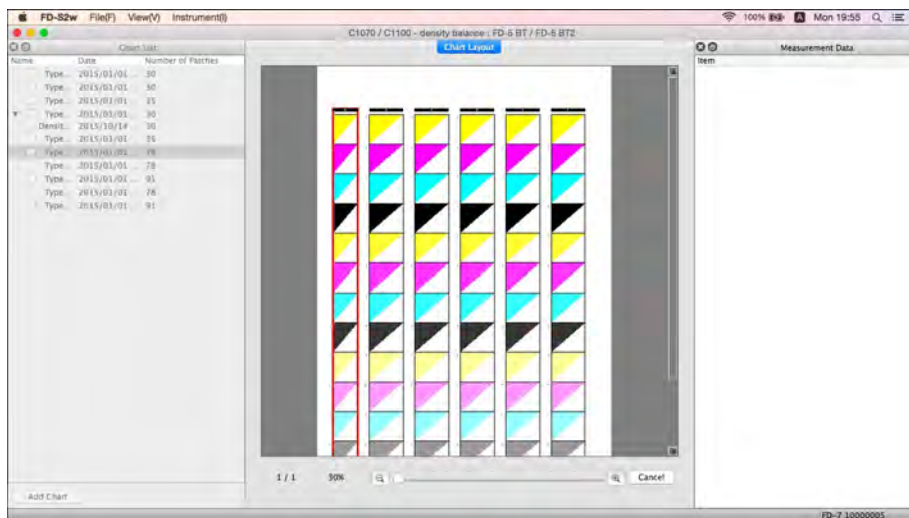 FD-S2w File(F) View(V) Instrument(I) 100% Mon 19:55
C1070 / C1100 - density balance : FD-5 BT / FD-6 BT2
Chart List
Chart Layout
Measurement Data
Name Date Number of Patches
Item
Type... 2015/01/01 ... 30
Type... 2015/01/01 ... 30
Type... 2015/01/01 ... 15
Type... 2015/01/01 ... 30
Densit... 2015/10/14 ... 30
Type... 2015/01/01 ...
Type... 2015/01/01 ... 78
Type... 2015/01/01 ... 78
Type... 2015/01/01 ... 91
Type... 2015/01/01 ... 78
Type... 2015/01/01 ... 91
1 / 1 50% Cancel
Add Chart
FD-7 10000005